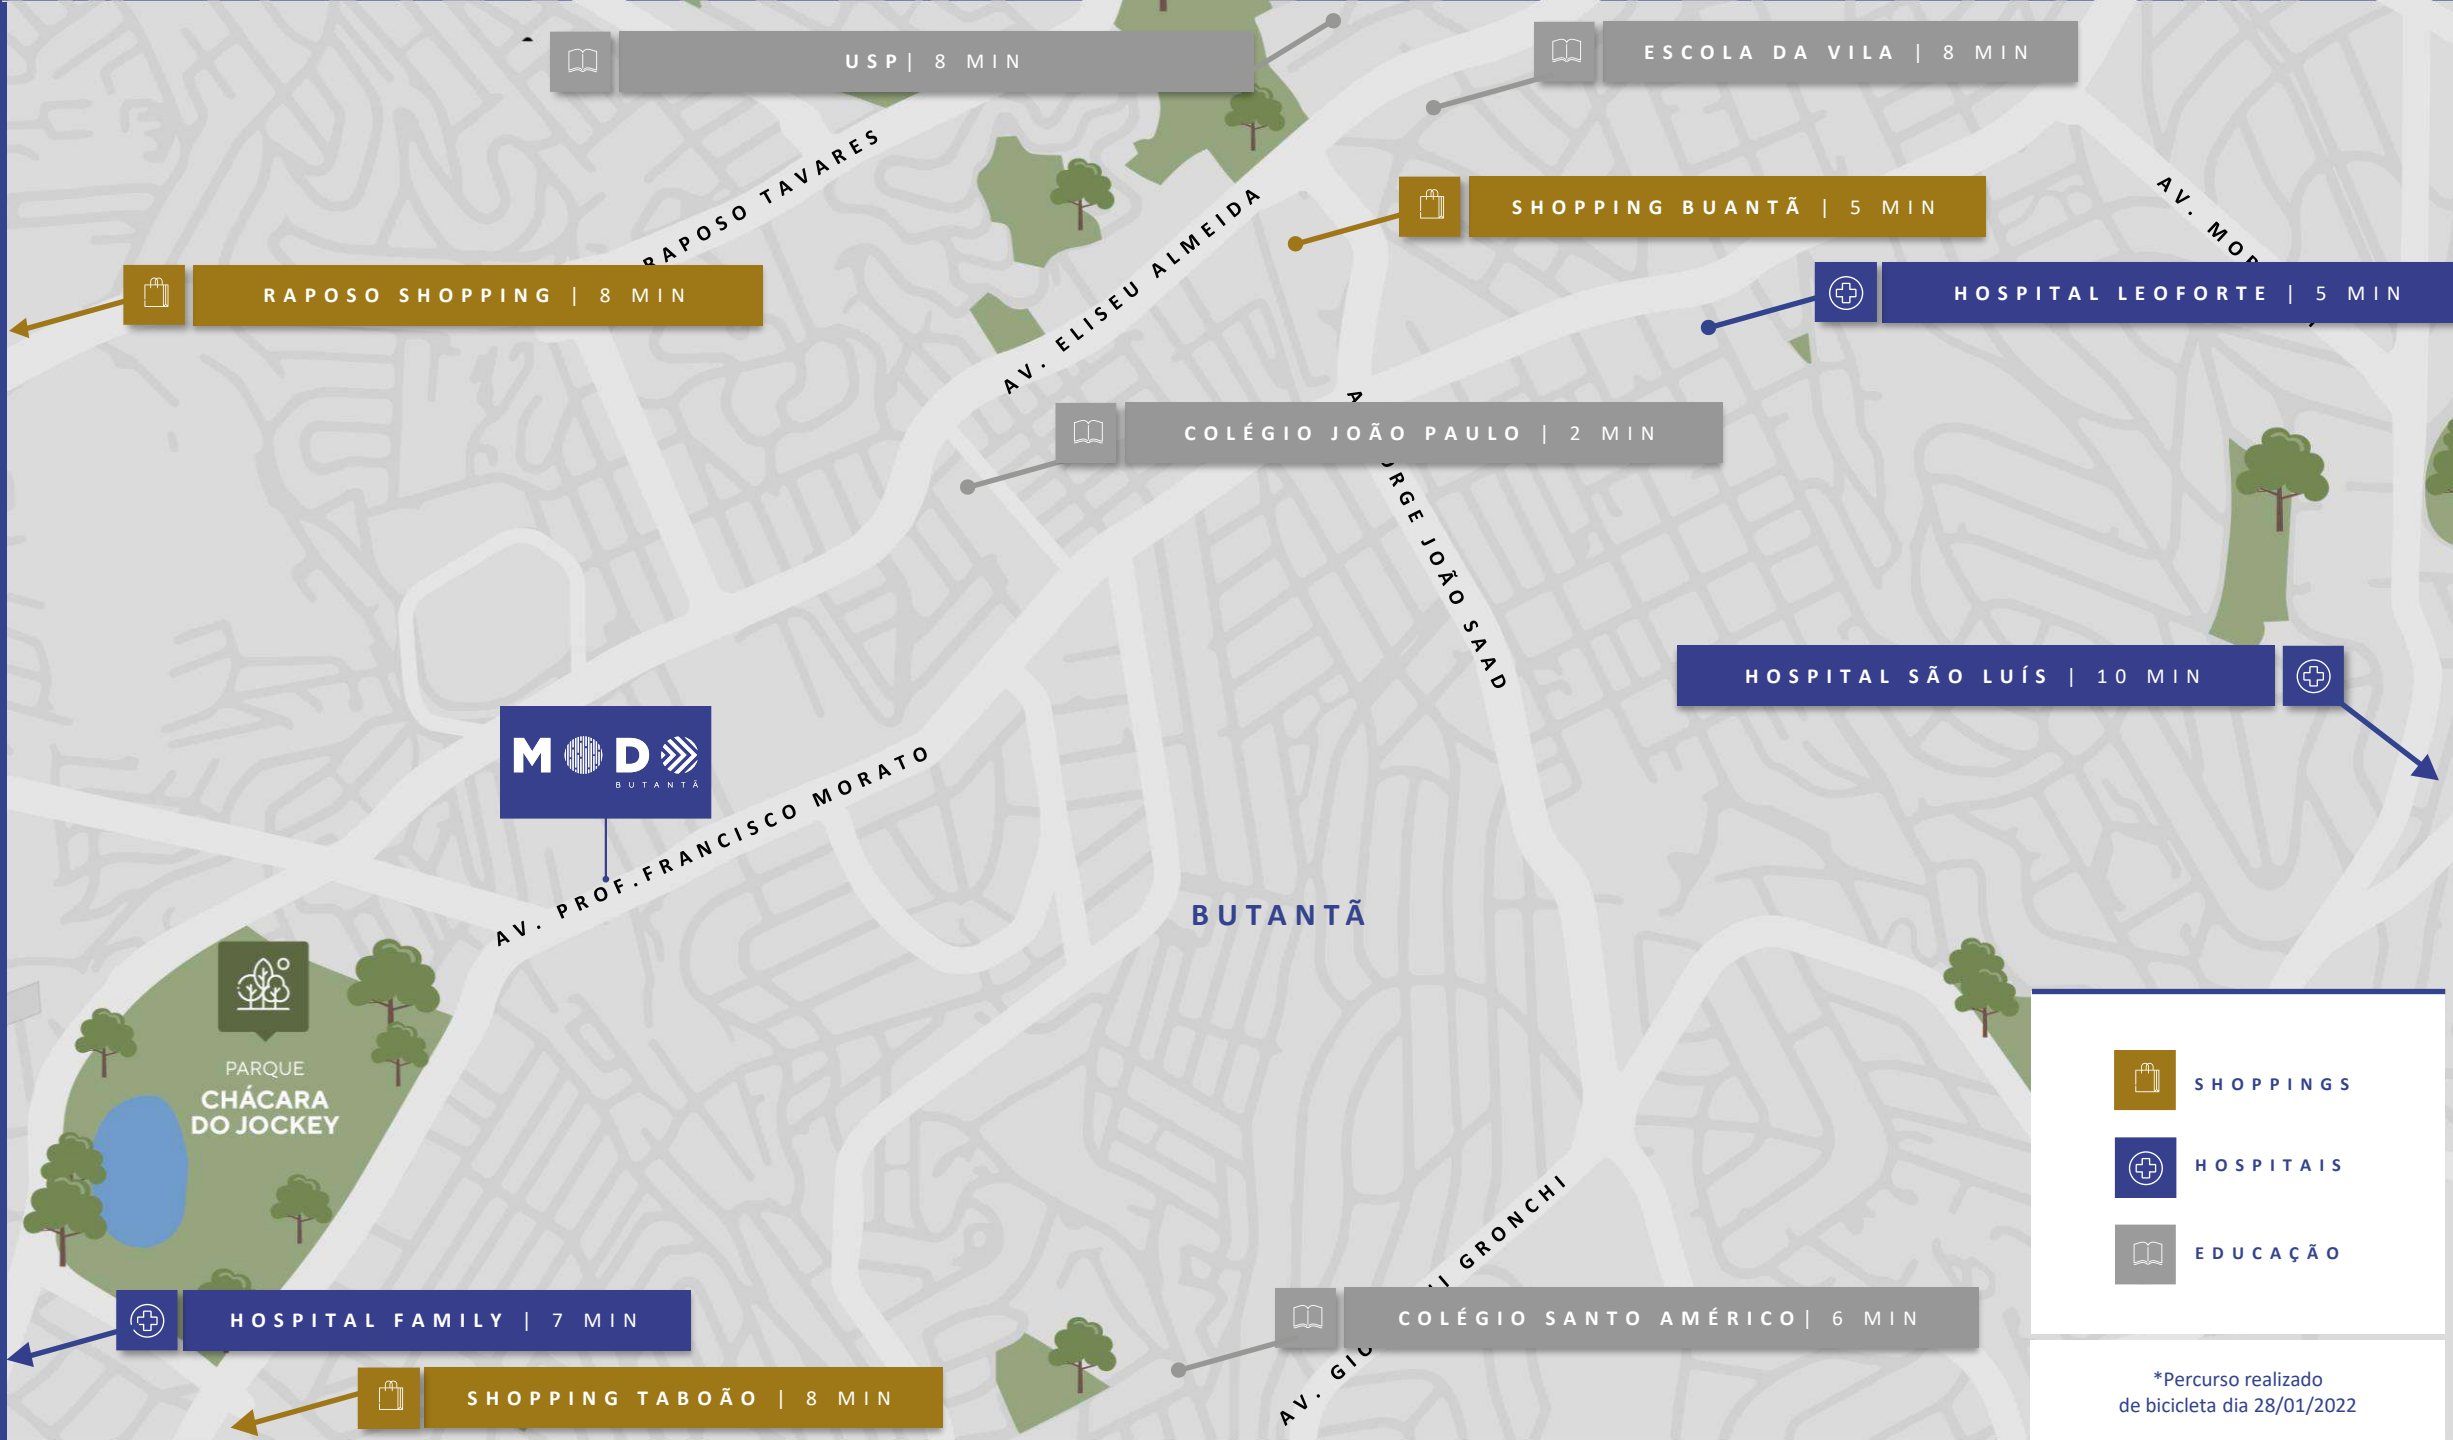 USP| 8 MIN
ESCOLA DA VILA | 8 MIN
RAPOSO TAVARES
AV. ELISEU ALMEIDA
SHOPPING BUANTÃ | 5 MIN
AV.
RAPOSO SHOPPING | 8 MIN
HOSPITAL LEOFORTE | 5 MIN
COLÉGIO JOÃO PAULO | 2 MIN
JOÃO SAAD
HOSPITAL SÃO LUÍS | 10 MIN
MODO
BUTANTÃ
AV. PROF.FRANCISCO MORATO
BUTANTÃ
PARQUE
CHÁCARA
DO JOCKEY
SHOPPINGS
HOSPITAIS
EDUCAÇÃO
AV. GRONCHI
HOSPITAL FAMILY | 7 MIN
COLÉGIO SANTO AMÉRICO| 6 MIN
SHOPPING TABOÃO | 8 MIN
*Percurso realizado
de bicicleta dia 28/01/2022